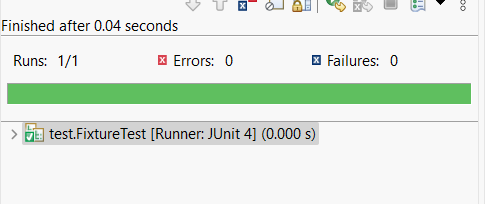 Finished after 0.04 seconds
Runs: 1/1 Errors: 0 Failures: 0
test.FixtureTest [Runner: JUnit 4] (0.000 s)